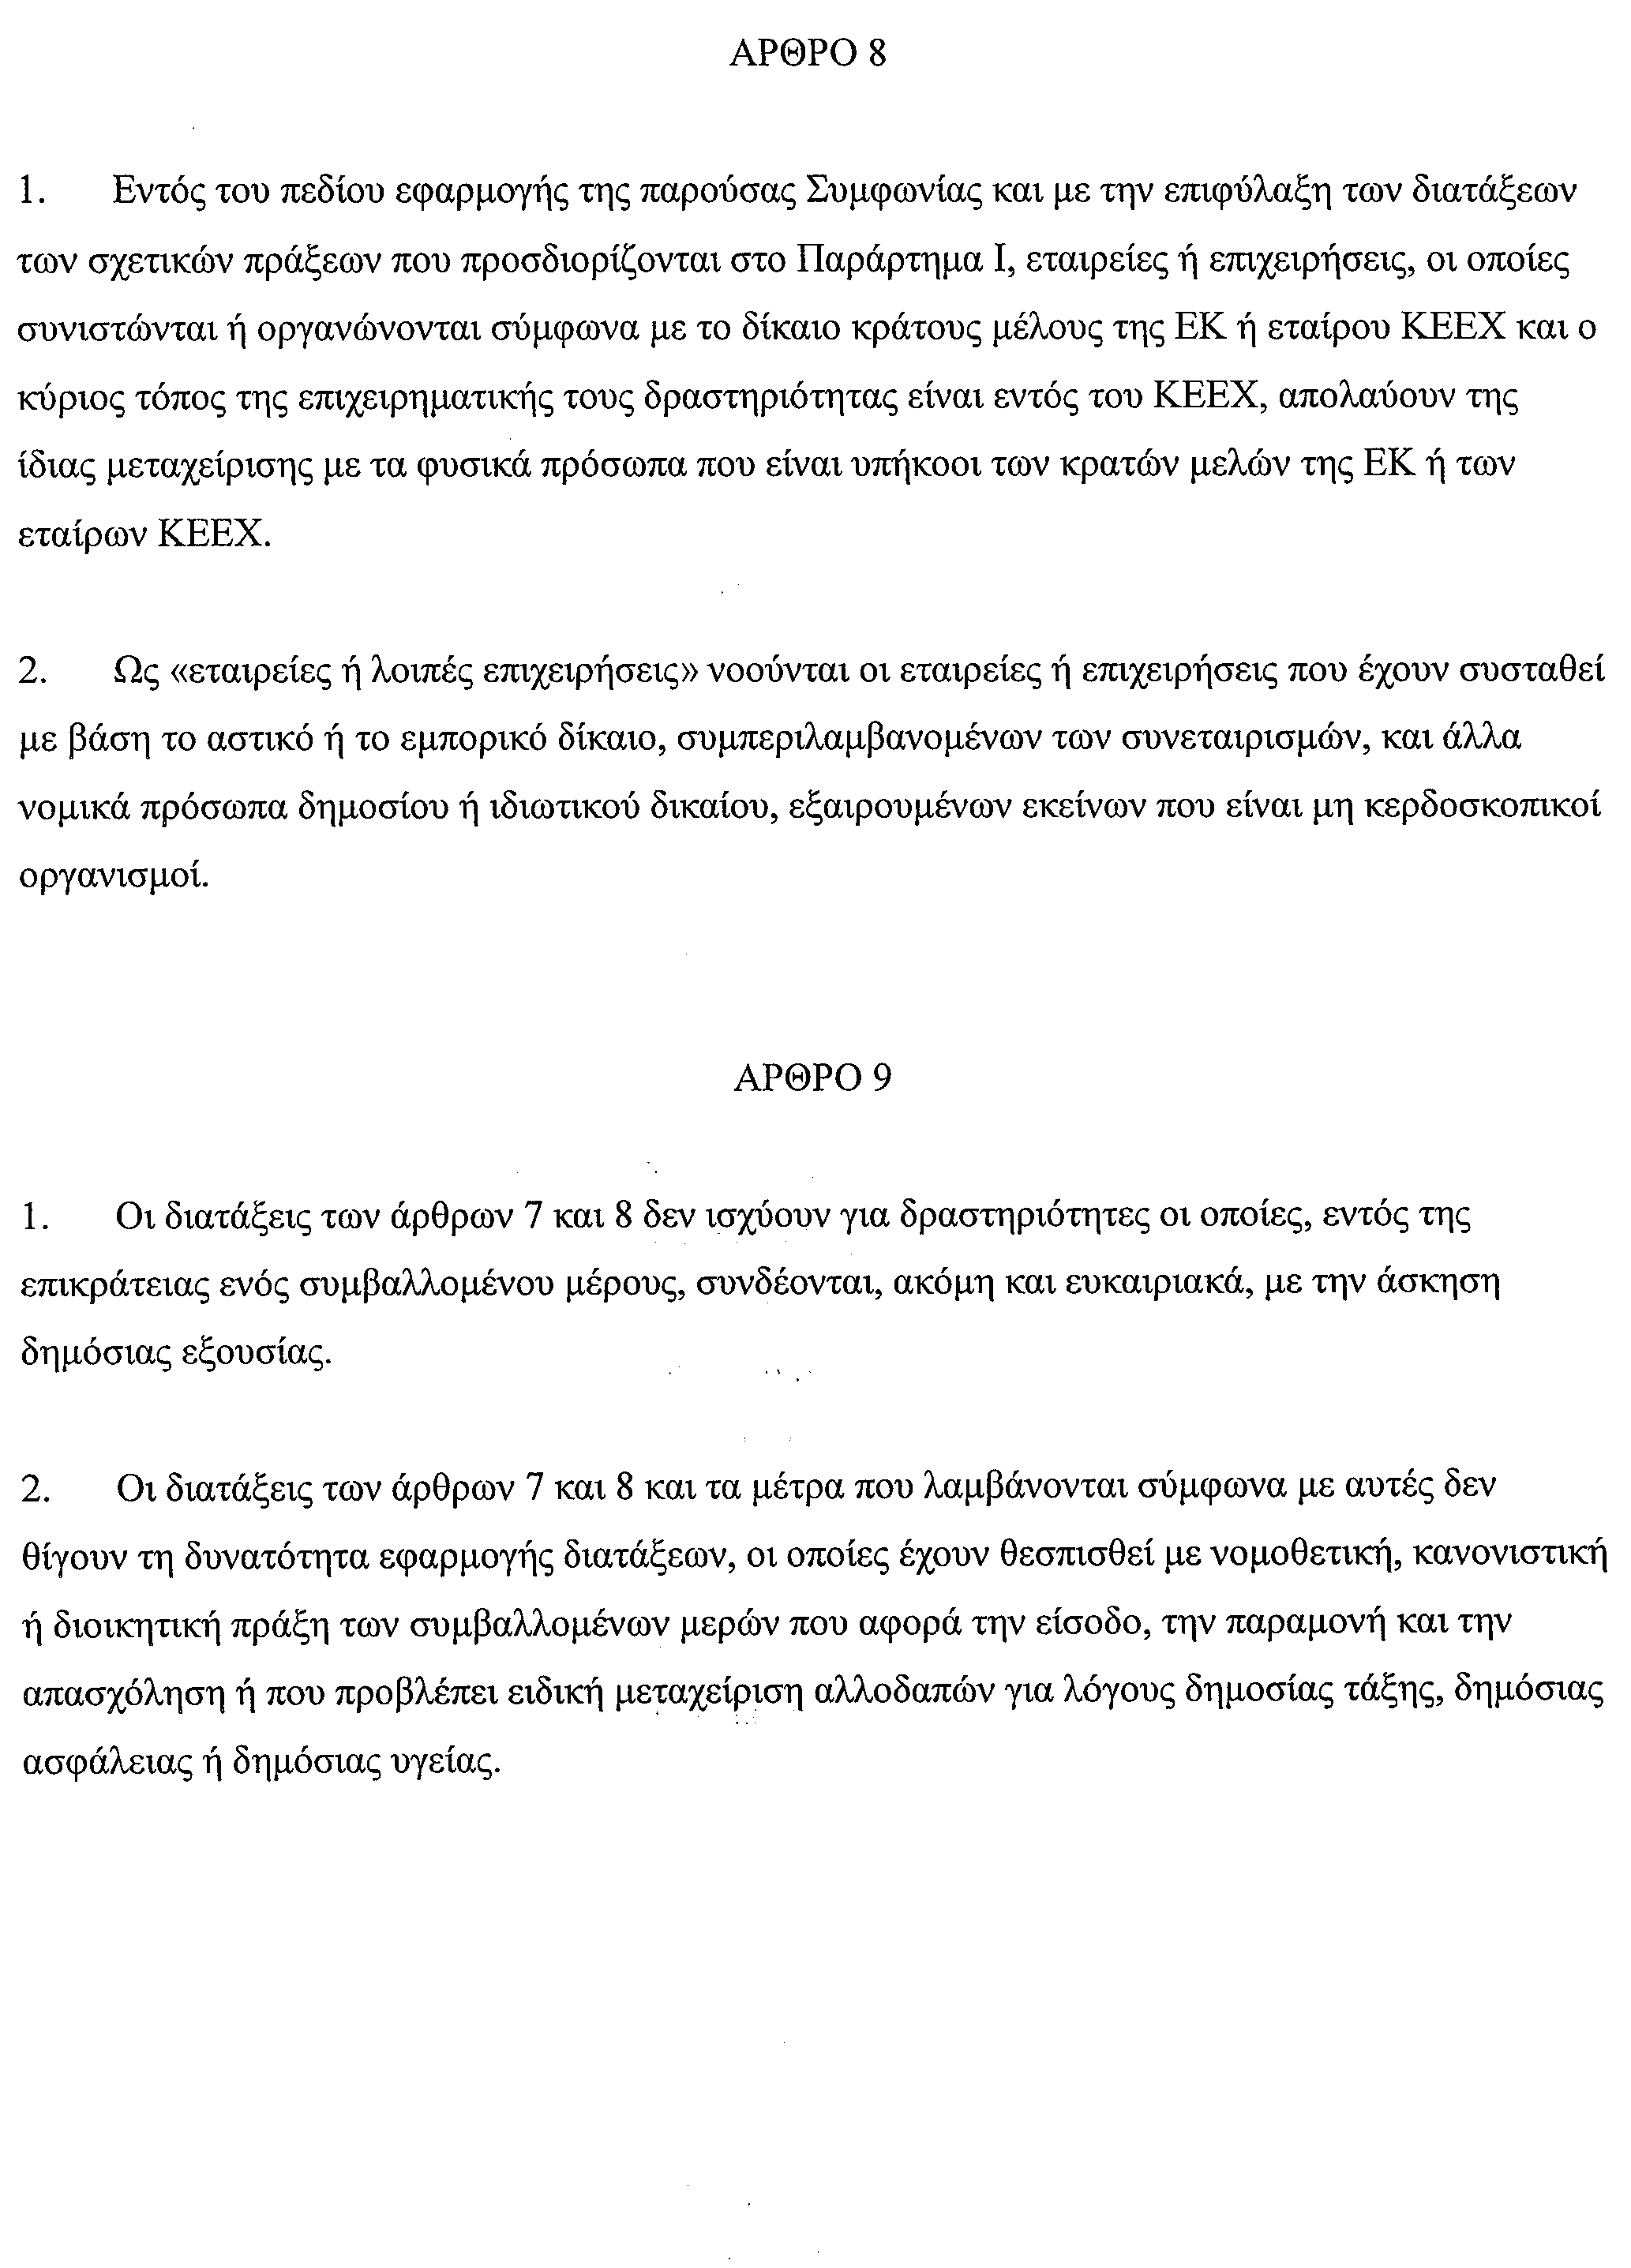 ΑΡΘΡΟ 8
1. Εντός του πεδίου εφαρμογής της παρούσας Συμφωνίας και με την επιφύλαξη των διατάξεων
των σχετικών πράξεων που προσδιορίζονται στο Παράρτημα Ι, εταιρείες ή επιχειρήσεις, οι οποίες
συνιστώνται ή οργανώνονται σύμφωνα με το δίκαιο κράτους μέλους της ΕΚ ή εταίρου ΚΕΕΧ και ο
κύριος τόπος της επιχειρηματικής τους δραστηριότητας είναι εντός του ΚΕΕΧ, απολαύουν της
ίδιας μεταχείρισης με τα φυσικά πρόσωπα που είναι υπήκοοι των κρατών μελών της ΕΚ ή των
εταίρων ΚΕΕΧ.
2. Ως «εταιρείες ή λοιπές επιχειρήσεις» νοούνται οι εταιρείες ή επιχειρήσεις που έχουν συσταθεί
με βάση το αστικό ή το εμπορικό δίκαιο, συμπεριλαμβανομένων των συνεταιρισμών, και άλλα
νομικά πρόσωπα δημοσίου ή ιδιωτικού δικαίου, εξαιρουμένων εκείνων που είναι μη κερδοσκοπικοί
οργανισμοί.
ΑΡΘΡΟ 9
1. Οι διατάξεις των άρθρων 7 και 8 δεν ισχύουν για δραστηριότητες οι οποίες, εντός της
επικράτειας ενός συμβαλλομένου μέρους, συνδέονται, ακόμη και ευκαιριακά, με την άσκηση
δημόσιας εξουσίας.
2. Οι διατάξεις των άρθρων 7 και 8 και τα μέτρα που λαμβάνονται σύμφωνα με αυτές δεν
θίγουν τη δυνατότητα εφαρμογής διατάξεων, οι οποίες έχουν θεσπισθεί με νομοθετική, κανονιστική
ή διοικητική πράξη των συμβαλλομένων μερών που αφορά την είσοδο, την παραμονή και την
απασχόληση ή που προβλέπει ειδική μεταχείριση αλλοδαπών για λόγους δημοσίας τάξης, δημόσιας
ασφάλειας ή δημόσιας υγείας.